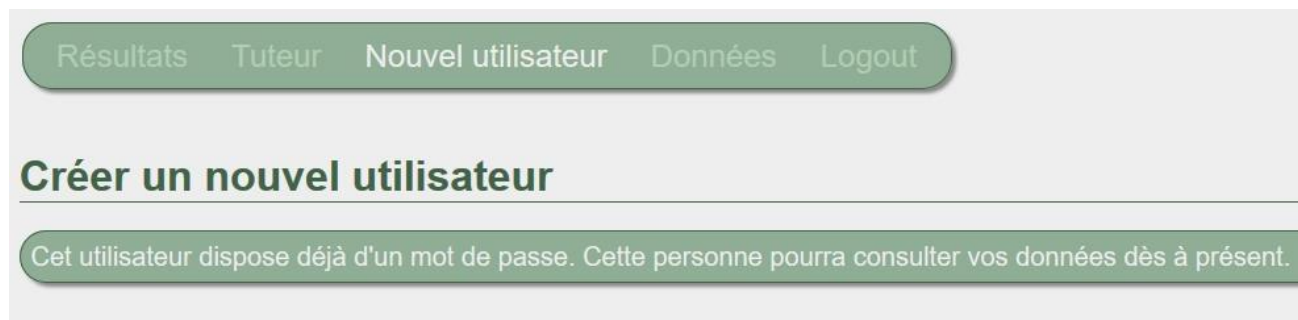 Résultats Tuteur Nouvel utilisateur Données Logout
Créer un nouvel utilisateur
Cet utilisateur dispose déjà d'un mot de passe. Cette personne pourra consulter vos données dès à présent.